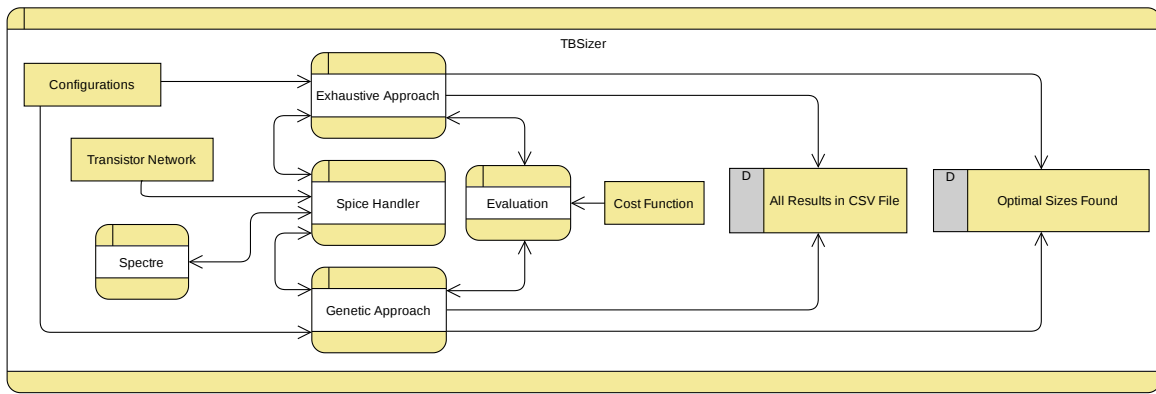 TBSizer
Configurations
Exhaustive Approach
Transistor Network
Spice Handler
Evaluation
Cost Function
D
All Results in CSV File
D
Optimal Sizes Found
Spectre
Genetic Approach